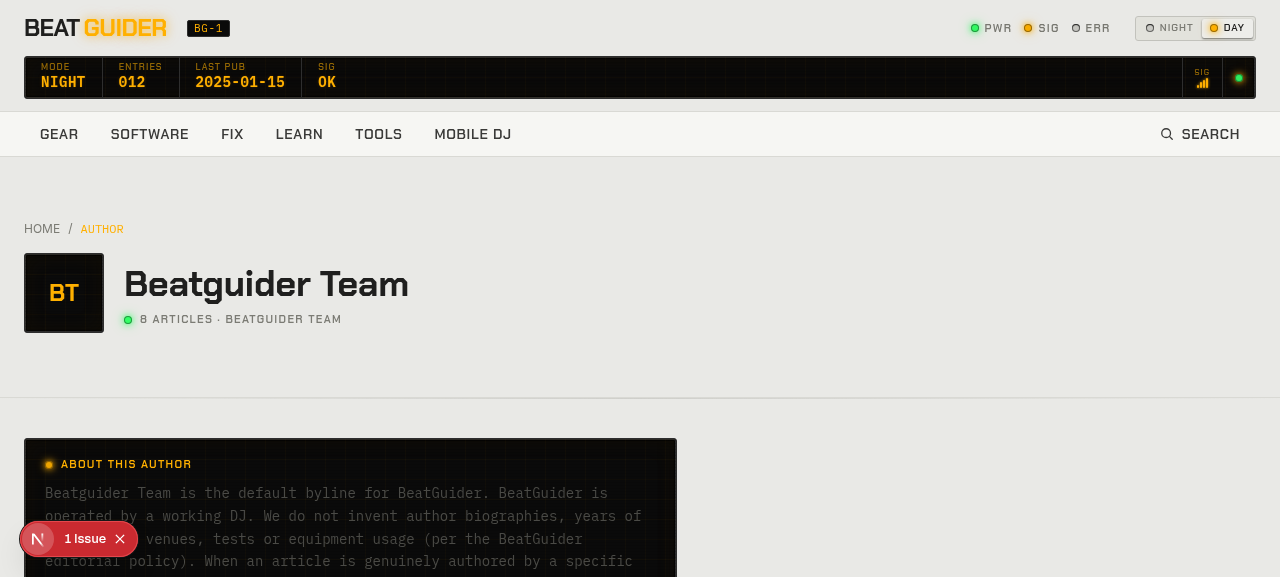 BEAT GUIDER BG-1
PWR SIG ERR NIGHT DAY
MODE ENTRIES LAST PUB SIG SIG
NIGHT 012 2025-01-15 OK
GEAR SOFTWARE FIX LEARN TOOLS MOBILE DJ SEARCH
HOME / AUTHOR
BT
Beatguider Team
8 ARTICLES · BEATGUIDER TEAM
ABOUT THIS AUTHOR
Beatguider Team is the default byline for BeatGuider. BeatGuider is
operated by a working DJ. We do not invent author biographies, years of
venues, tests or equipment usage (per the BeatGuider
editorial policy). When an article is genuinely authored by a specific
N 1 Issue